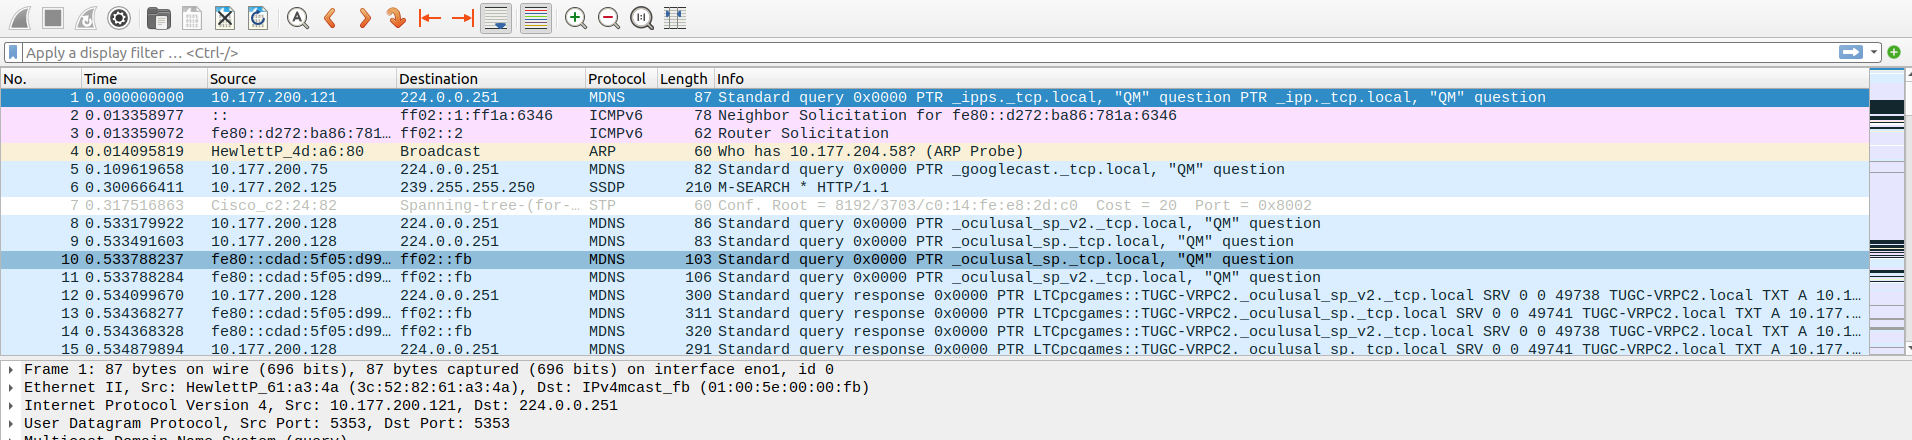 Apply a display filter … <Ctrl-/>
No. Time Source Destination Protocol Length Info
1 0.000000000 10.177.200.121 224.0.0.251 MDNS 87 Standard query 0x0000 PTR _ipps._tcp.local, "QM" question PTR _ipp._tcp.local, "QM" question
2 0.013358977 :: ff02::1:ff1a:6346 ICMPv6 78 Neighbor Solicitation for fe80::d272:ba86:781a:6346
3 0.013359072 fe80::d272:ba86:781… ff02::2 ICMPv6 62 Router Solicitation
4 0.014095819 HewlettP_4d:a6:80 Broadcast ARP 60 Who has 10.177.204.58? (ARP Probe)
5 0.109619658 10.177.200.75 224.0.0.251 MDNS 82 Standard query 0x0000 PTR _googlecast._tcp.local, "QM" question
6 0.300666411 10.177.202.125 239.255.255.250 SSDP 210 M-SEARCH * HTTP/1.1
7 0.317516863 Cisco_c2:24:82 Spanning-tree-(for-… STP 60 Conf. Root = 8192/3703/c0:14:fe:e8:2d:c0 Cost = 20 Port = 0x8002
8 0.533179922 10.177.200.128 224.0.0.251 MDNS 86 Standard query 0x0000 PTR _oculusal_sp_v2._tcp.local, "QM" question
9 0.533491603 10.177.200.128 224.0.0.251 MDNS 83 Standard query 0x0000 PTR _oculusal_sp._tcp.local, "QM" question
10 0.533788237 fe80::cdad:5f05:d99… ff02::fb MDNS 103 Standard query 0x0000 PTR _oculusal_sp._tcp.local, "QM" question
11 0.533788284 fe80::cdad:5f05:d99… ff02::fb MDNS 106 Standard query 0x0000 PTR _oculusal_sp_v2._tcp.local, "QM" question
12 0.534099670 10.177.200.128 224.0.0.251 MDNS 300 Standard query response 0x0000 PTR LTCpcgames::TUGC-VRPC2._oculusal_sp_v2._tcp.local SRV 0 0 49738 TUGC-VRPC2.local TXT A 10.1…
13 0.534368277 fe80::cdad:5f05:d99… ff02::fb MDNS 311 Standard query response 0x0000 PTR LTCpcgames::TUGC-VRPC2._oculusal_sp._tcp.local SRV 0 0 49741 TUGC-VRPC2.local TXT A 10.177.…
14 0.534368328 fe80::cdad:5f05:d99… ff02::fb MDNS 320 Standard query response 0x0000 PTR LTCpcgames::TUGC-VRPC2._oculusal_sp_v2._tcp.local SRV 0 0 49738 TUGC-VRPC2.local TXT A 10.1…
15 0.534879894 10.177.200.128 224.0.0.251 MDNS 291 Standard query response 0x0000 PTR LTCpcgames::TUGC-VRPC2._oculusal_sp._tcp.local SRV 0 0 49741 TUGC-VRPC2.local TXT A 10.177.…
Frame 1: 87 bytes on wire (696 bits), 87 bytes captured (696 bits) on interface eno1, id 0
Ethernet II, Src: HewlettP_61:a3:4a (3c:52:82:61:a3:4a), Dst: IPv4mcast_fb (01:00:5e:00:00:fb)
Internet Protocol Version 4, Src: 10.177.200.121, Dst: 224.0.0.251
User Datagram Protocol, Src Port: 5353, Dst Port: 5353
Multicast Domain Name System (query)